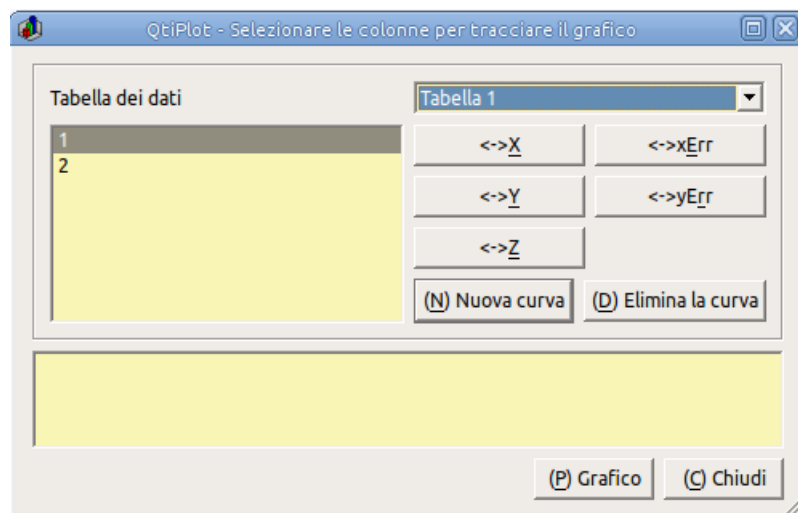 QtiPlot - Selezionare le colonne per tracciare il grafico
Tabella dei dati
Tabella 1
1
2
<->X
<->xErr
<->Y
<->yErr
<->Z
(N) Nuova curva
(D) Elimina la curva
(P) Grafico
(C) Chiudi